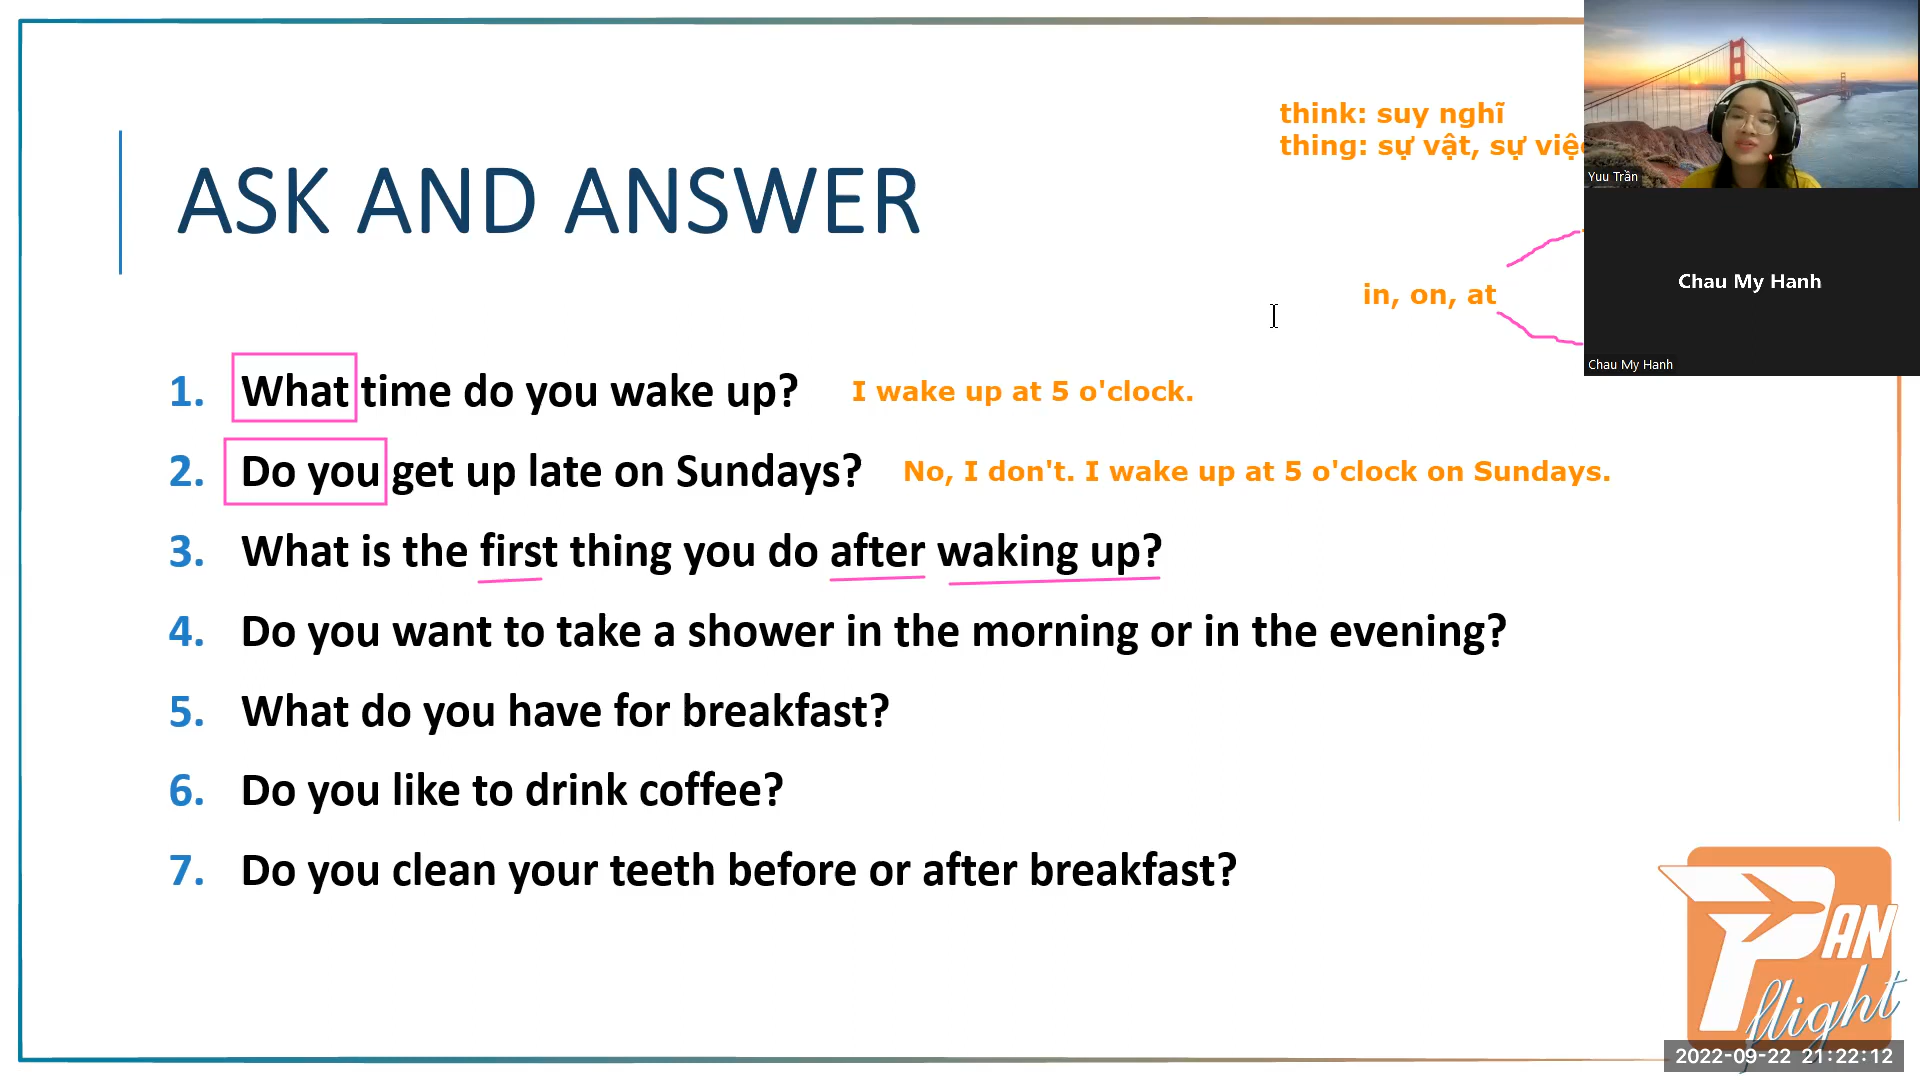 think: suy nghĩ
thing: sự vật, sự việc
Yuu Trần
ASK AND ANSWER
in, on, at
Chau My Hanh
Chau My Hanh
1. What time do you wake up? I wake up at 5 o'clock.
2. Do you get up late on Sundays? No, I don't. I wake up at 5 o'clock on Sundays.
3. What is the first thing you do after waking up?
4. Do you want to take a shower in the morning or in the evening?
5. What do you have for breakfast?
6. Do you like to drink coffee?
7. Do you clean your teeth before or after breakfast?
PAN
flight
2022-09-22 21:22:12